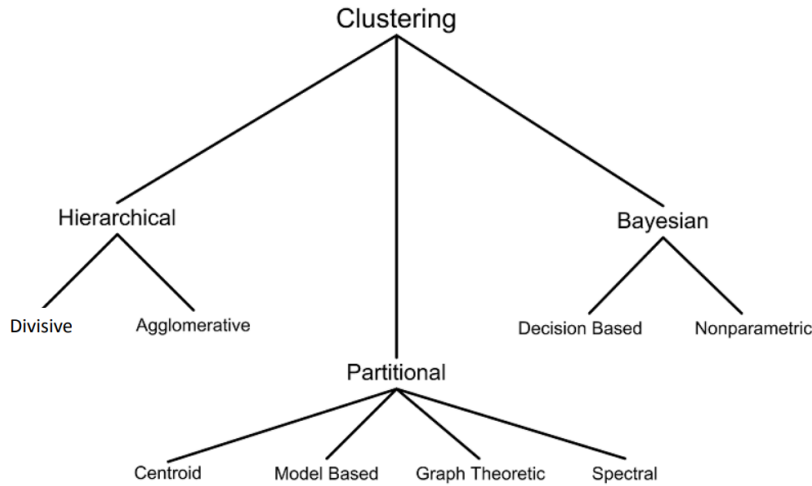 Clustering
Hierarchical
Bayesian
Divisive
Agglomerative
Decision Based
Nonparametric
Partitional
Centroid
Model Based
Graph Theoretic
Spectral